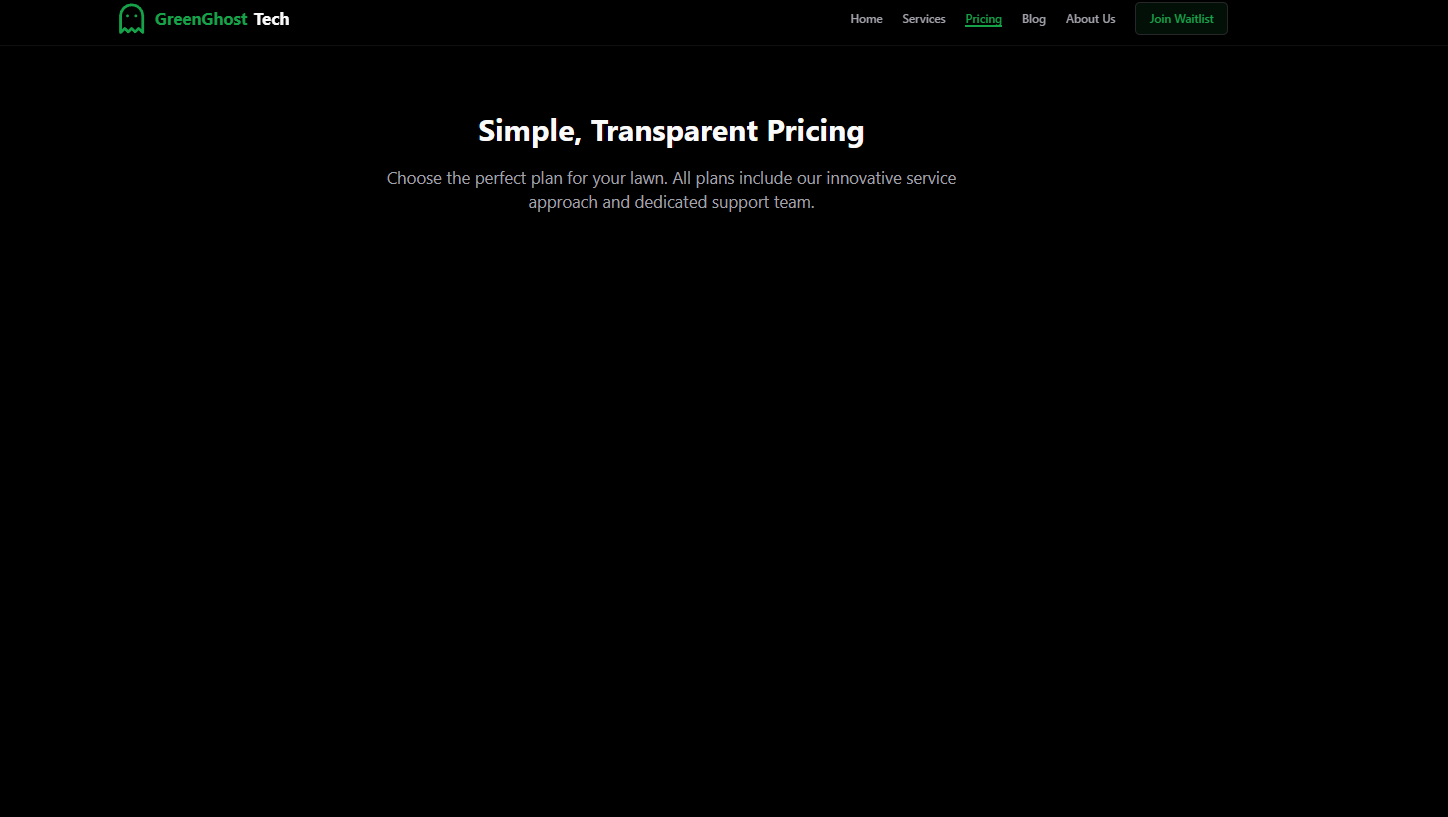 GreenGhost Tech
Home Services Pricing Blog About Us Join Waitlist
Simple, Transparent Pricing
Choose the perfect plan for your lawn. All plans include our innovative service
approach and dedicated support team.